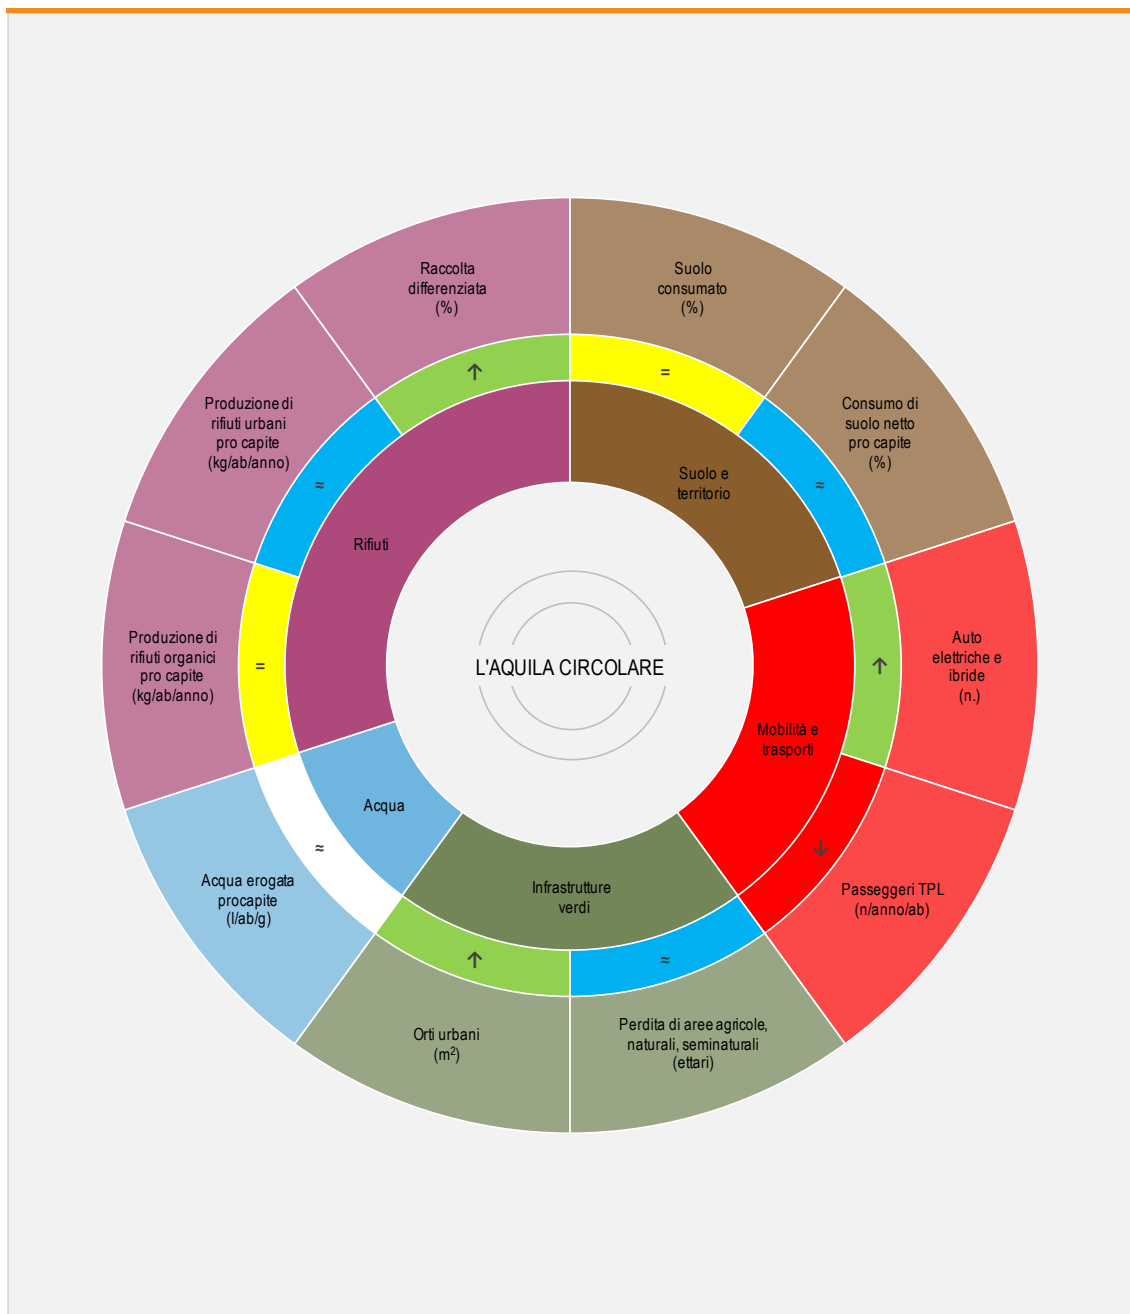 Raccolta
differenziata
(%)
Suolo
consumato
(%)
↑
=
Produzione di
rifiuti urbani
pro capite
(kg/ab/anno)
Consumo di
suolo netto
pro capite
(%)
≈
≈
Suolo e
territorio
Rifiuti
Produzione di
rifiuti organici
pro capite
(kg/ab/anno)
=
L'AQUILA CIRCOLARE
↑
Auto
elettriche e
ibride
(n.)
Mobilità e
trasporti
Acqua
≈
↓
Acqua erogata
procapite
(l/ab/g)
Infrastrutture
verdi
Passeggeri TPL
(n/anno/ab)
↑
≈
Orti urbani
(m²)
Perdita di aree agricole,
naturali, seminaturali
(ettari)